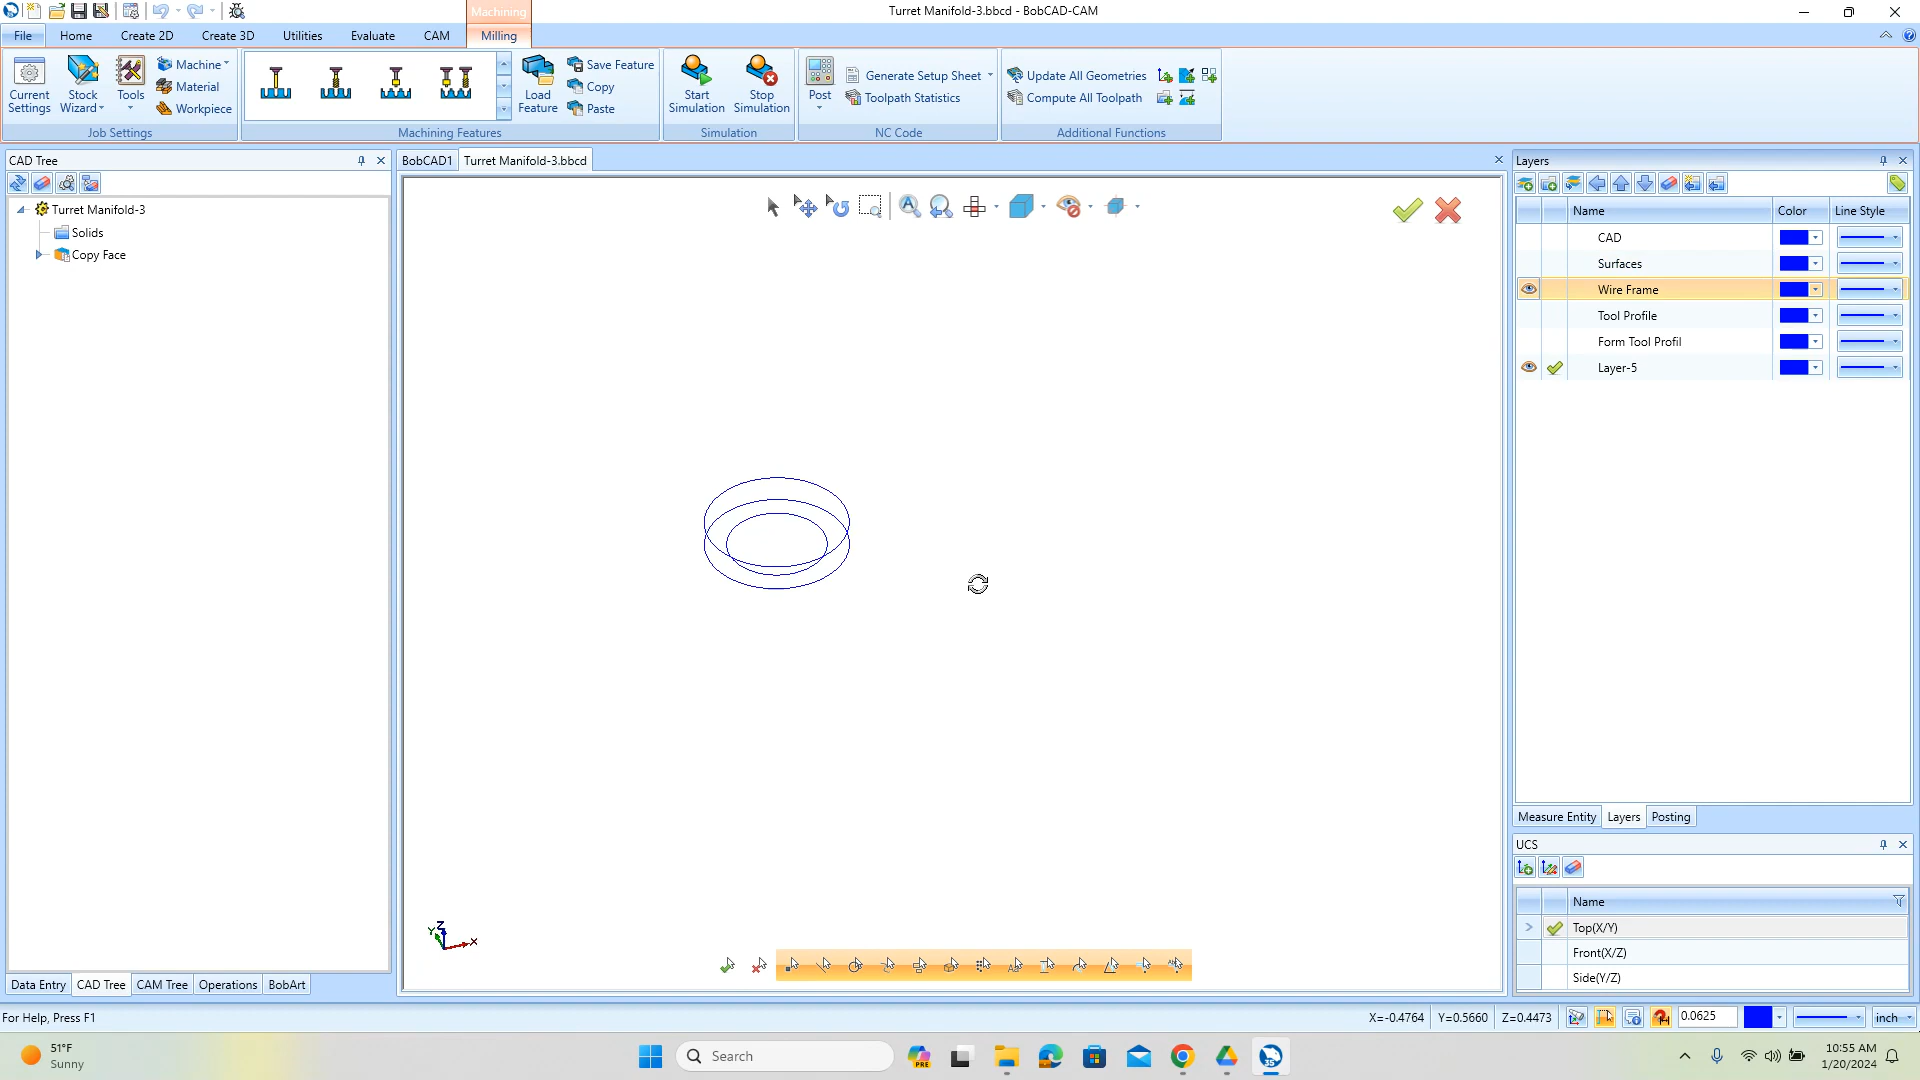 Machining
Turret Manifold-3.bbcd - BobCAD-CAM
File Home Create 2D Create 3D Utilities Evaluate CAM Milling
Current Settings
Stock Wizard
Tools
Machine
Material
Workpiece
Load Feature
Save Feature
Copy
Paste
Start Simulation
Stop Simulation
Post
Generate Setup Sheet
Toolpath Statistics
Update All Geometries
Compute All Toolpath
Job Settings Machining Features Simulation NC Code Additional Functions
CAD Tree
BobCAD1 Turret Manifold-3.bbcd
Layers
Turret Manifold-3
Solids
Copy Face
Name Color Line Style
CAD
Surfaces
Wire Frame
Tool Profile
Form Tool Profil
Layer-5
Measure Entity Layers Posting
UCS
Name
Top(X/Y)
Front(X/Z)
Side(Y/Z)
Z
Y
X
Data Entry CAD Tree CAM Tree Operations BobArt
For Help, Press F1
X=-0.4764 Y=0.5660 Z=0.4473 0.0625 inch
51°F
Sunny
Search
PRE
35
10:55 AM
1/20/2024